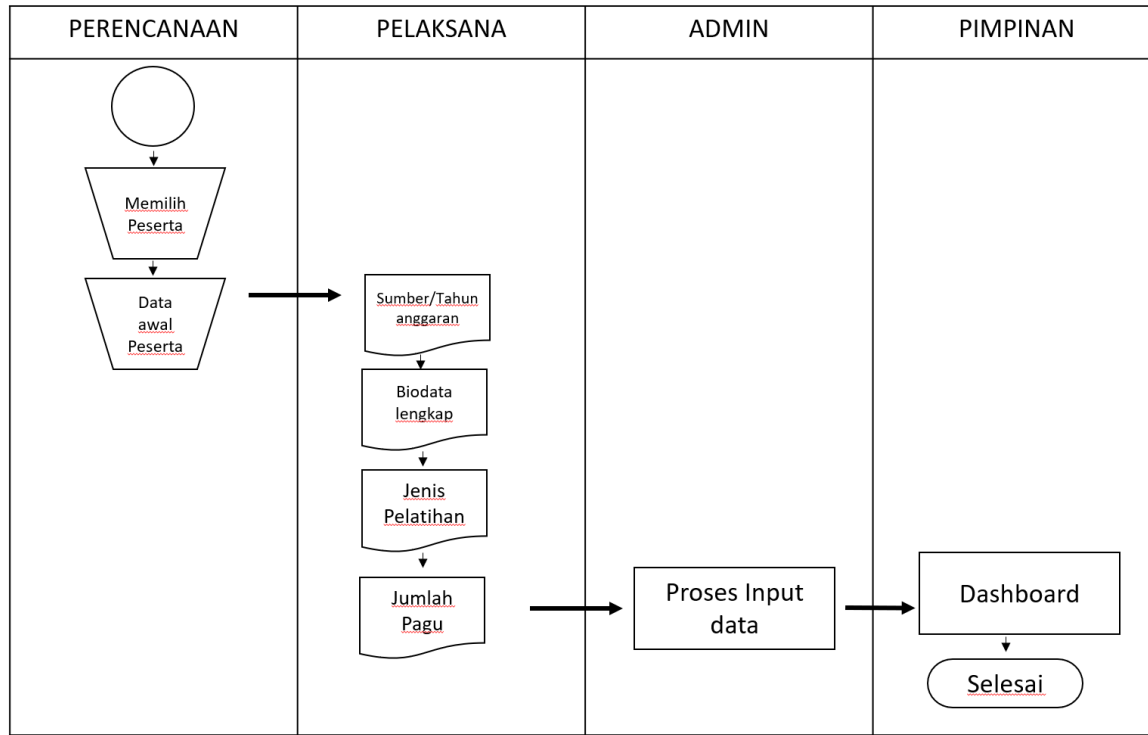 PERENCANAAN
PELAKSANA
ADMIN
PIMPINAN
Memilih
Peserta
Data
awal
Peserta
Sumber/Tahun
anggaran
Biodata
lengkap
Jenis
Pelatihan
Jumlah
Pagu
Proses Input
data
Dashboard
Selesai